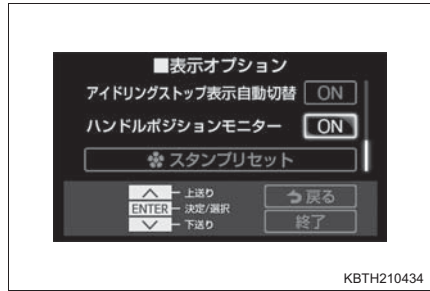 ■表示オプション
アイドリングストップ表示自動切替 ON
ハンドルポジションモニター ON
スタンプリセット
上送り
ENTER 決定/選択
下送り
戻る
終了
KBTH210434